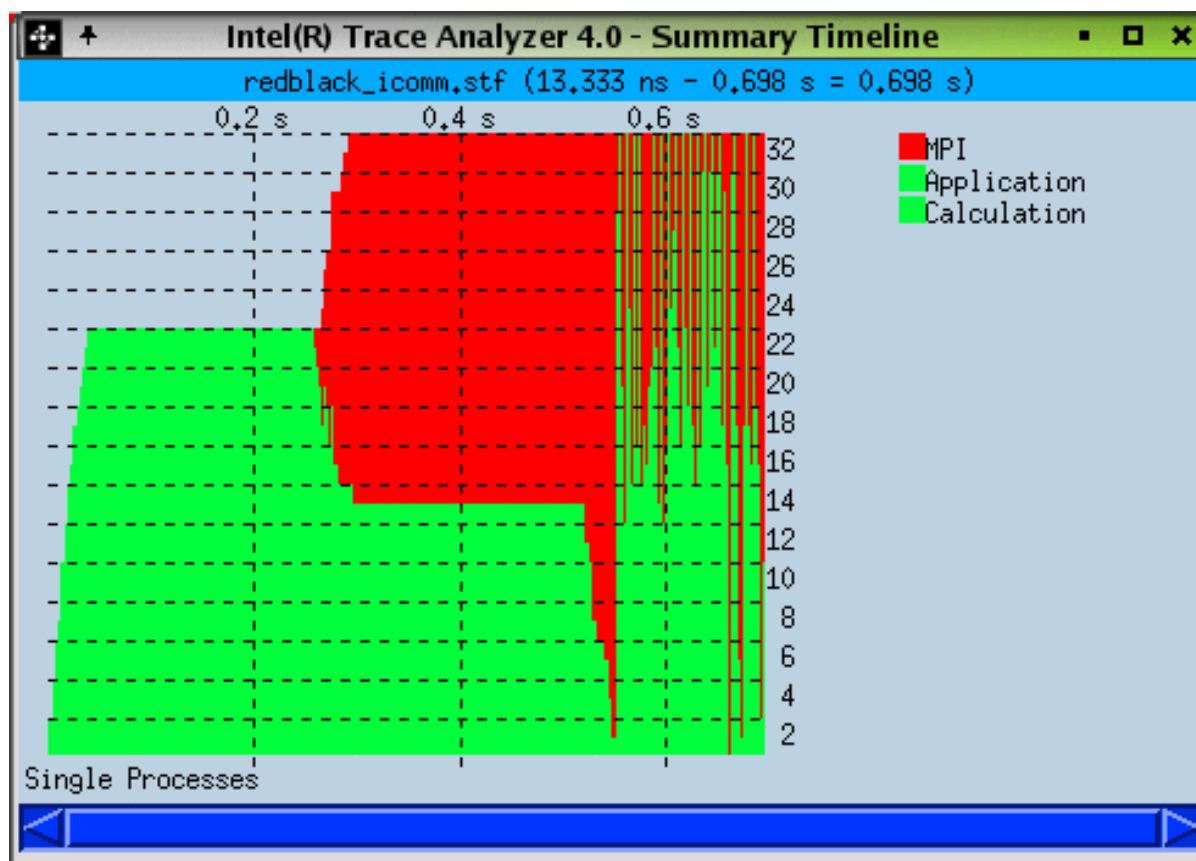 Intel(R) Trace Analyzer 4.0 - Summary Timeline
redblack_icomm.stf (13.333 ns - 0.698 s = 0.698 s)
0.2 s 0.4 s 0.6 s
32
30
28
26
24
22
20
18
16
14
12
10
8
6
4
2
MPI
Application
Calculation
Single Processes